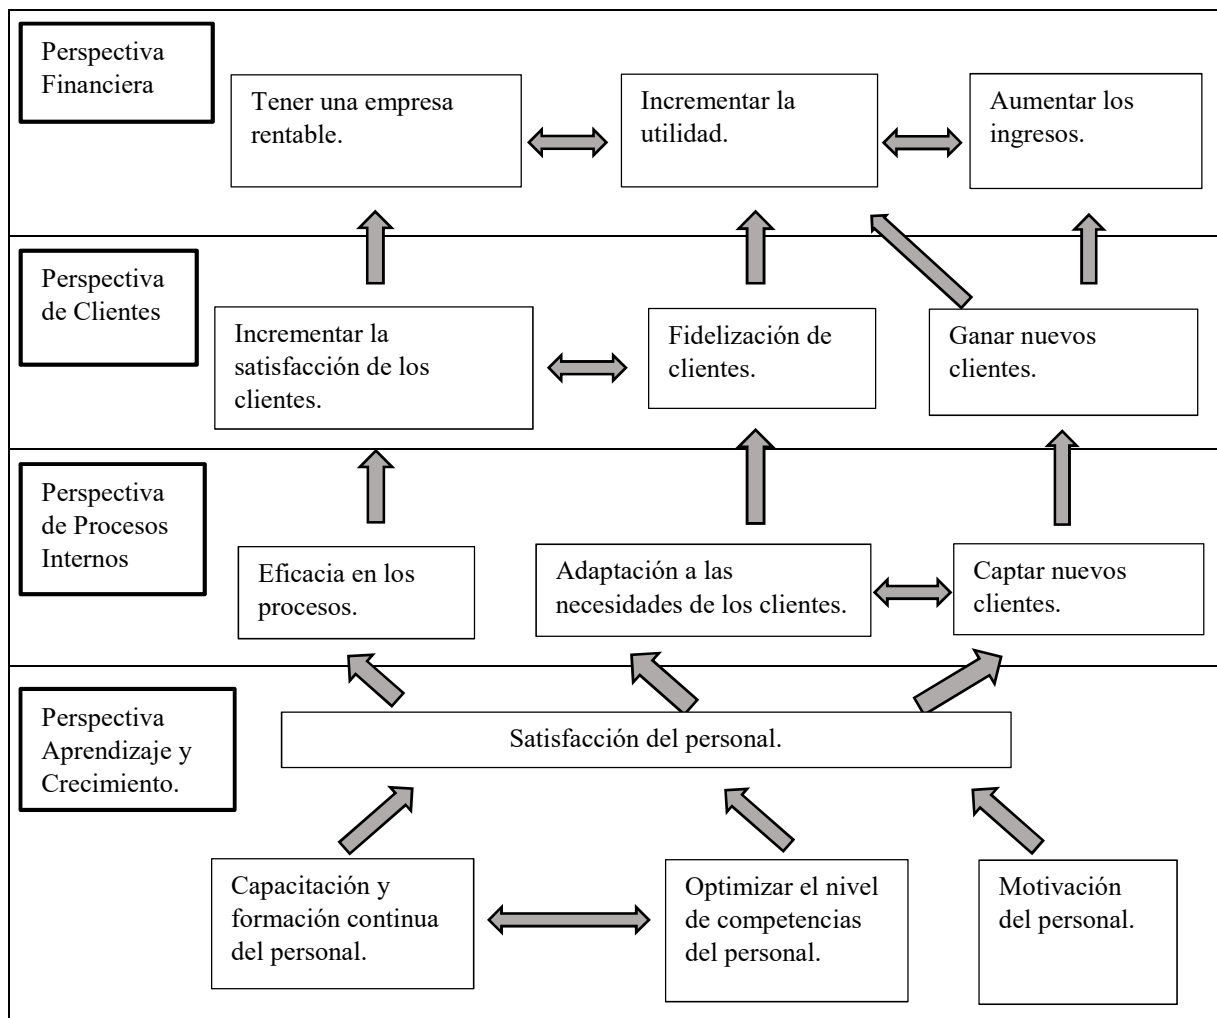 Perspectiva
Financiera
Tener una empresa
rentable.
Incrementar la
utilidad.
Aumentar los
ingresos.
Perspectiva
de Clientes
Incrementar la
satisfacción de los
clientes.
Fidelización de
clientes.
Ganar nuevos
clientes.
Perspectiva
de Procesos
Internos
Eficacia en los
procesos.
Adaptación a las
necesidades de los clientes.
Captar nuevos
clientes.
Perspectiva
Aprendizaje y
Crecimiento.
Satisfacción del personal.
Capacitación y
formación continua
del personal.
Optimizar el nivel
de competencias
del personal.
Motivación
del personal.